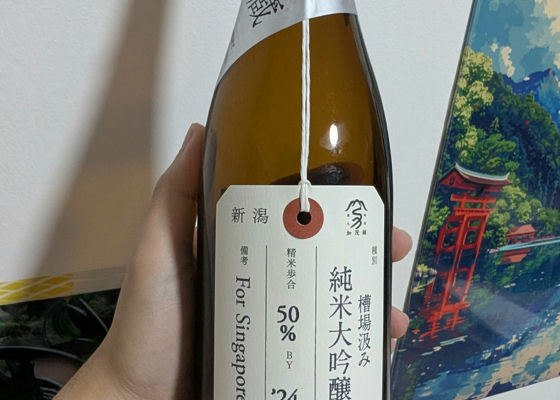 新潟
加茂錦
種別
槽場汲み
純米大吟醸
精米歩合
50
%
BY
'24
備考
For Singapore